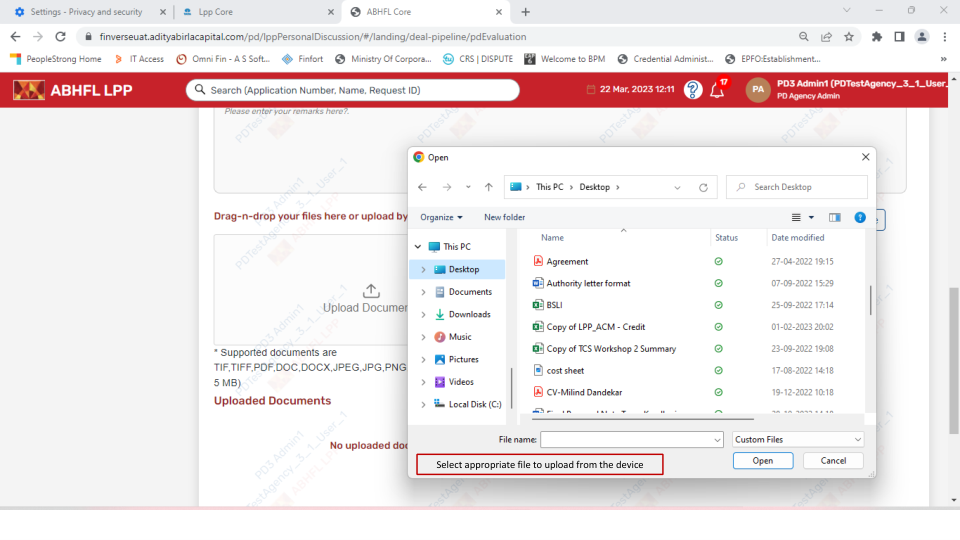 Settings - Privacy and security
Lpp Core
ABHFL Core
finverseuat.adityabirlacapital.com/pd/lppPersonalDiscussion/#/landing/deal-pipeline/pdEvaluation
PeopleStrong Home
IT Access
Omni Fin - A S Soft...
Finfort
Ministry Of Corpora...
CRS | DISPUTE
Welcome to BPM
Credential Administ...
EPFO:Establishment...
»
ABHFL LPP
Search (Application Number, Name, Request ID)
22 Mar, 2023 12:11
17
PA
PD3 Admin1 (PDTestAgency_3_1_User_
PD Agency Admin
Please enter your remarks here?.
Drag-n-drop your files here or upload by
Upload Documen
* Supported documents are
TIF,TIFF,PDF,DOC,DOCX,JPEG,JPG,PNG
5 MB)
Uploaded Documents
No uploaded doc
Open
This PC > Desktop >
Search Desktop
Organize
New folder
This PC
Desktop
Documents
Downloads
Music
Pictures
Videos
Local Disk (C:)
Name Status Date modified
Agreement 27-04-2022 19:15
Authority letter format 07-09-2022 15:29
BSLI 25-09-2022 17:14
Copy of LPP_ACM - Credit 01-02-2023 20:02
Copy of TCS Workshop 2 Summary 23-09-2022 19:08
cost sheet 17-08-2022 14:18
CV-Milind Dandekar 19-12-2022 10:18
File name:
Custom Files
Select appropriate file to upload from the device
Open
Cancel